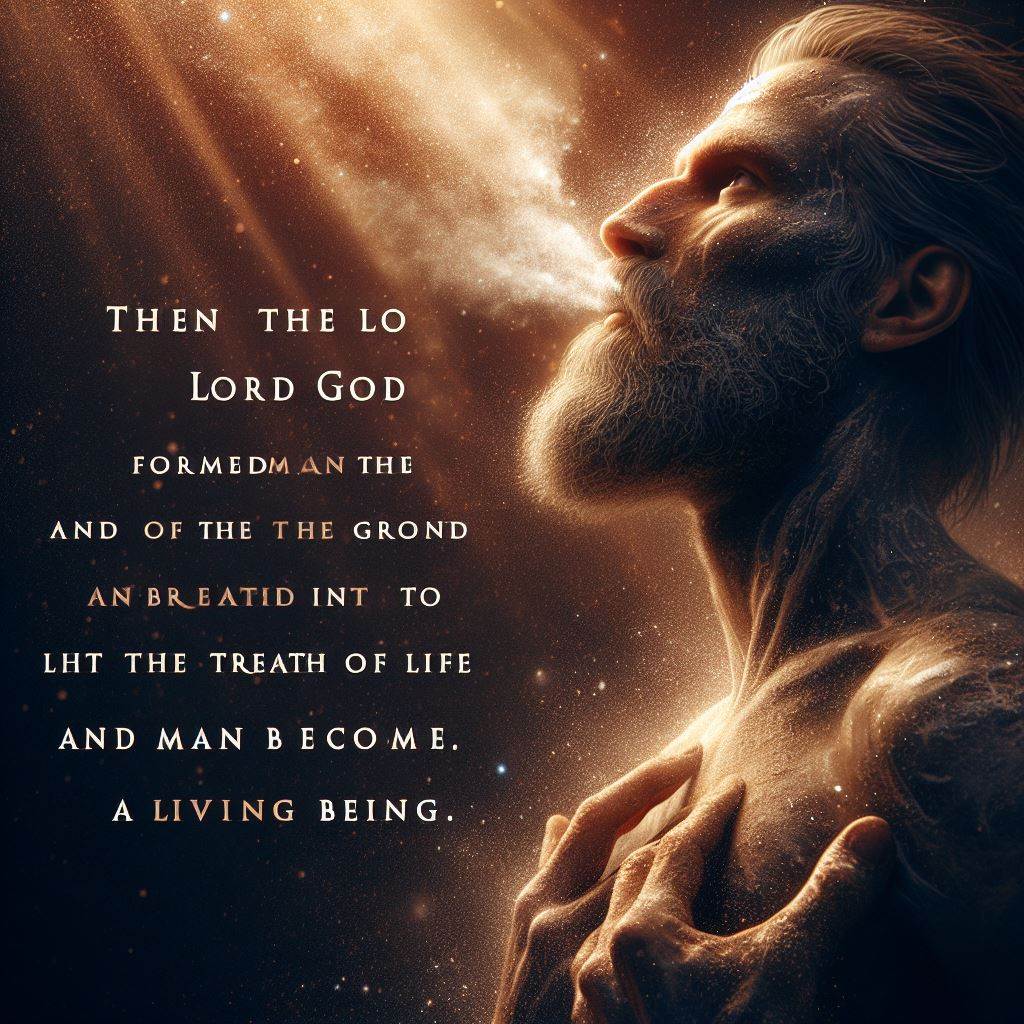 THEN THE LO
LORD GOD
FORMEDMAN THE
AND OF THE THE GROND
AN BREATID INT TO
LHT THE TREATH OF LIFE
AND MAN BECOME.
A LIVING BEING.